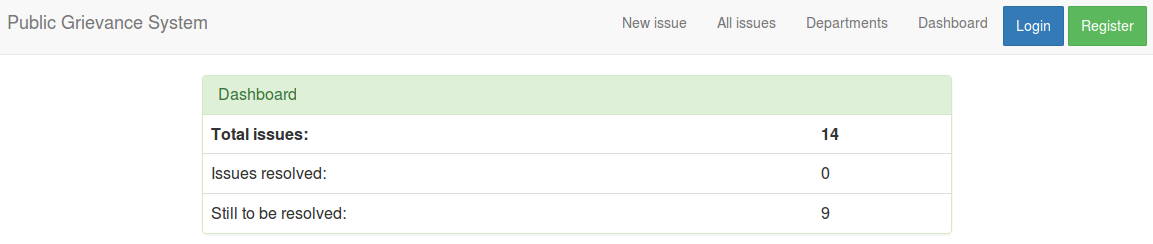 Public Grievance System New issue All issues Departments Dashboard Login Register
Dashboard
Total issues: 14
Issues resolved: 0
Still to be resolved: 9